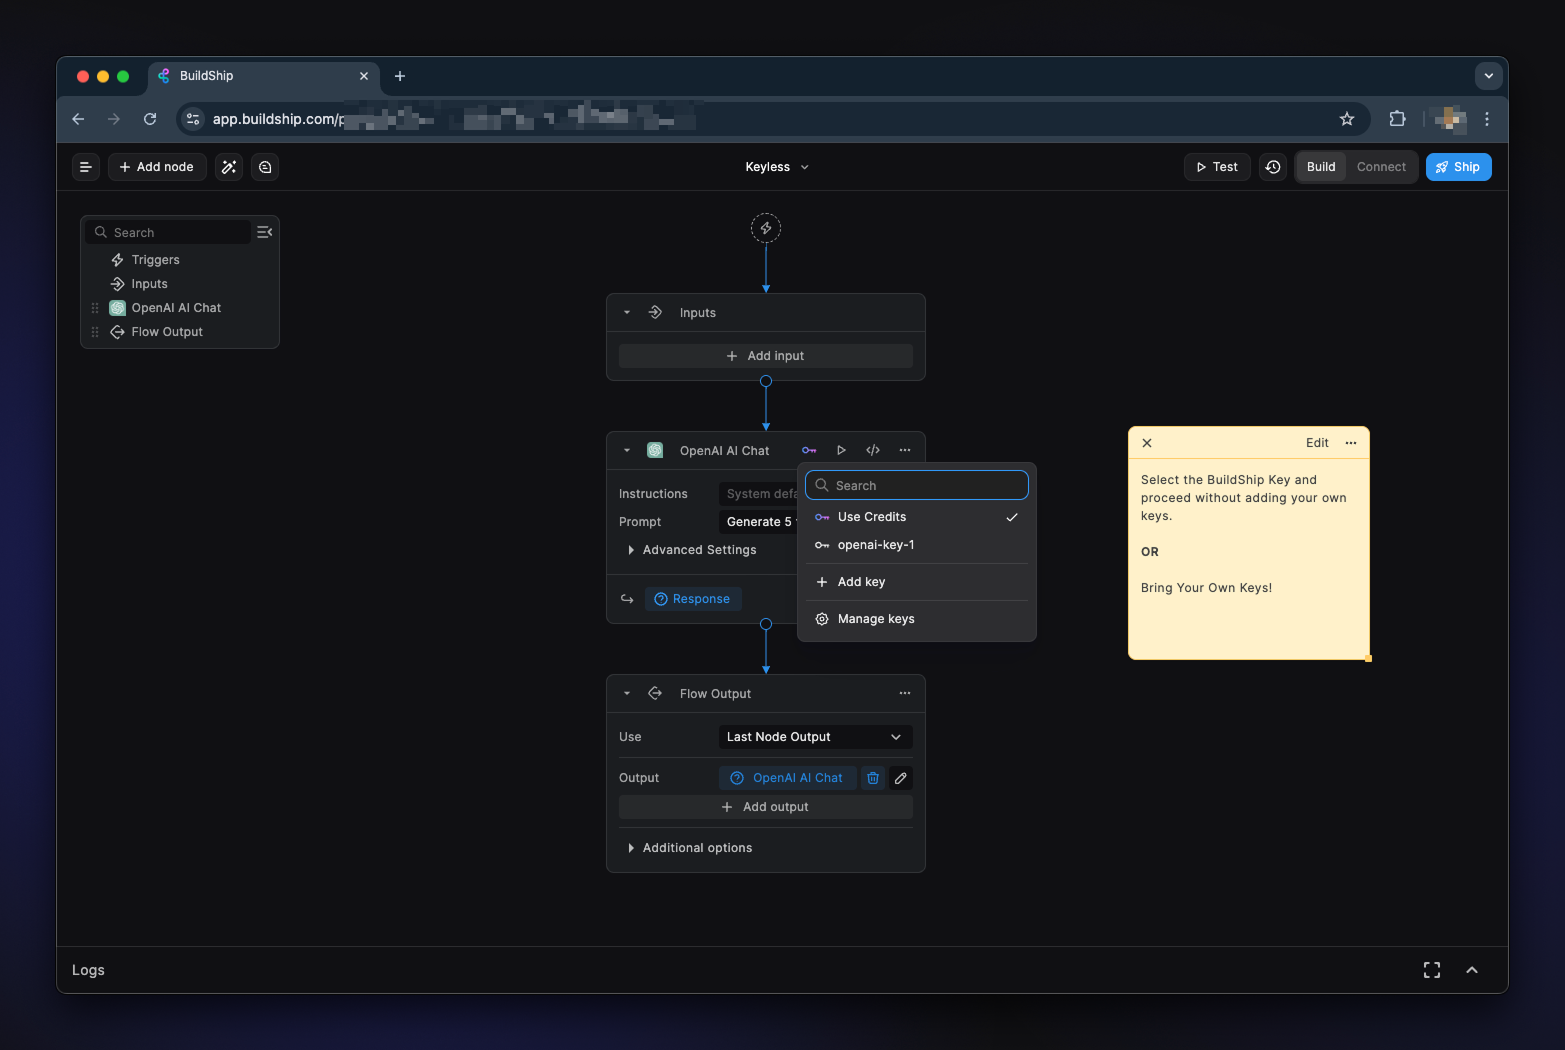 BuildShip
app.buildship.com/p
Add node
Keyless
Test
Build
Connect
Ship
Search
Triggers
Inputs
OpenAI AI Chat
Flow Output
Inputs
Add input
OpenAI AI Chat
Instructions
System defa
Prompt
Generate 5
Advanced Settings
Response
Search
Use Credits
openai-key-1
Add key
Manage keys
Edit
Select the BuildShip Key and
proceed without adding your own
keys.
OR
Bring Your Own Keys!
Flow Output
Use
Last Node Output
Output
OpenAI AI Chat
Add output
Additional options
Logs